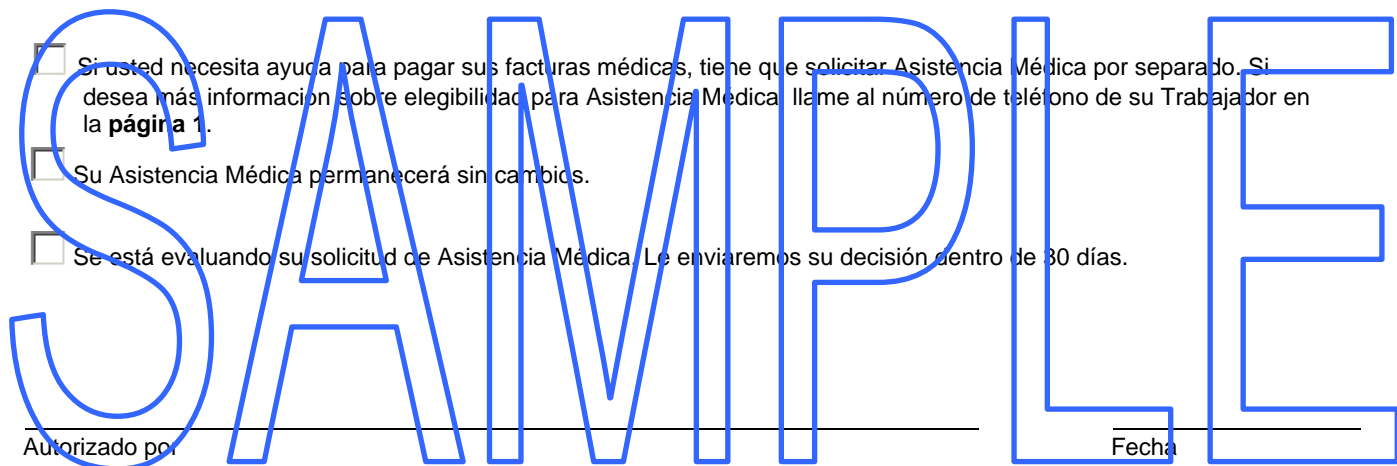 Si usted necesita ayuda para pagar sus facturas médicas, tiene que solicitar Asistencia Médica por separado. Si
desea más información sobre elegibilidad para Asistencia Médica, llame al número de teléfono de su Trabajador en
la página 1.
Su Asistencia Médica permanecerá sin cambios.
Se está evaluando su solicitud de Asistencia Médica. Le enviaremos su decisión dentro de 30 días.
SAMPLE
Autorizado por Fecha